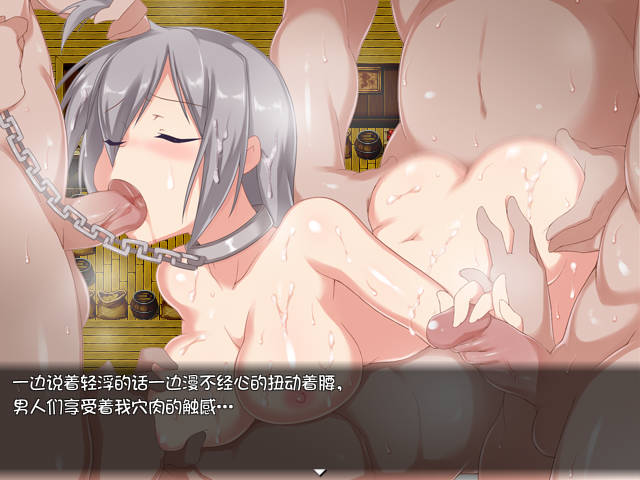 一边说着轻浮的话一边漫不经心的扭动着腰，
男人们享受着我穴肉的触感…